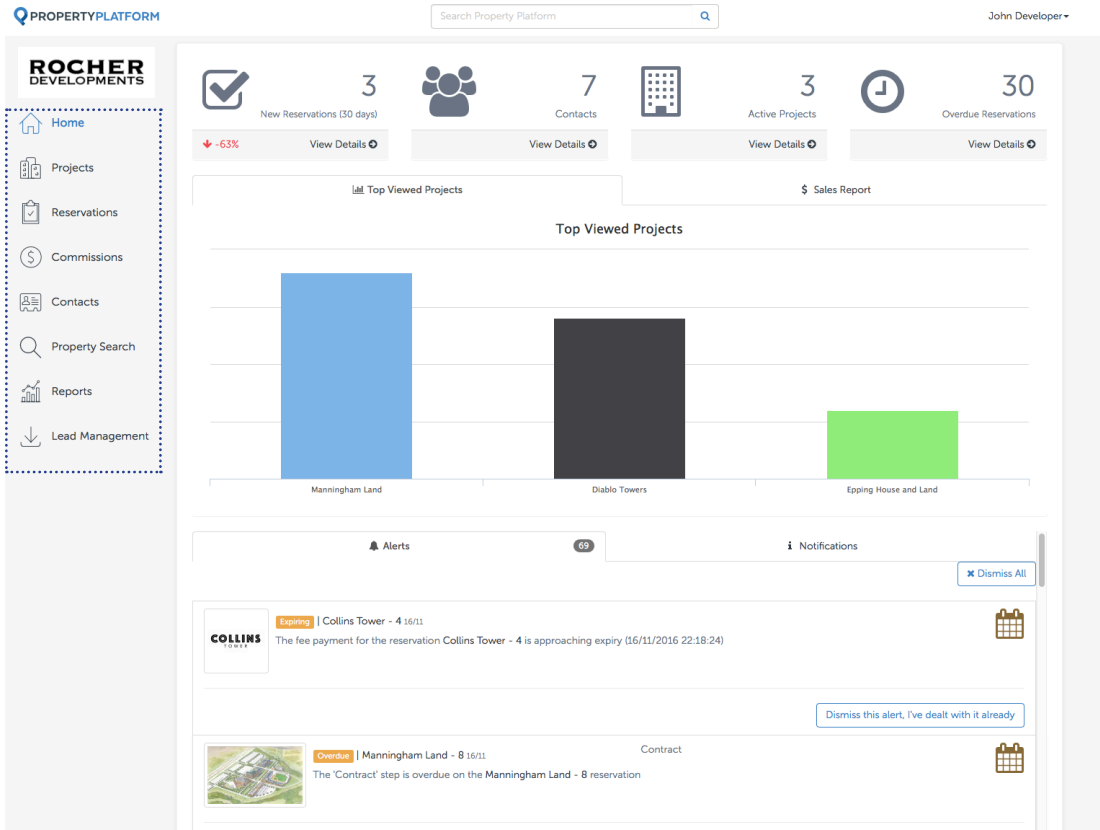 PROPERTYPLATFORM
Search Property Platform
John Developer
ROCHER
DEVELOPMENTS
Home
Projects
Reservations
Commissions
Contacts
Property Search
Reports
Lead Management
3
New Reservations (30 days)
-63%
View Details
7
Contacts
View Details
3
Active Projects
View Details
30
Overdue Reservations
View Details
Top Viewed Projects
$ Sales Report
Top Viewed Projects
Manningham Land
Diablo Towers
Epping House and Land
Alerts
69
Notifications
Dismiss All
COLLINS
TOWER
Expiring | Collins Tower - 4 16/11
The fee payment for the reservation Collins Tower - 4 is approaching expiry (16/11/2016 22:18:24)
Dismiss this alert, I've dealt with it already
Overdue | Manningham Land - 8 16/11
Contract
The 'Contract' step is overdue on the Manningham Land - 8 reservation